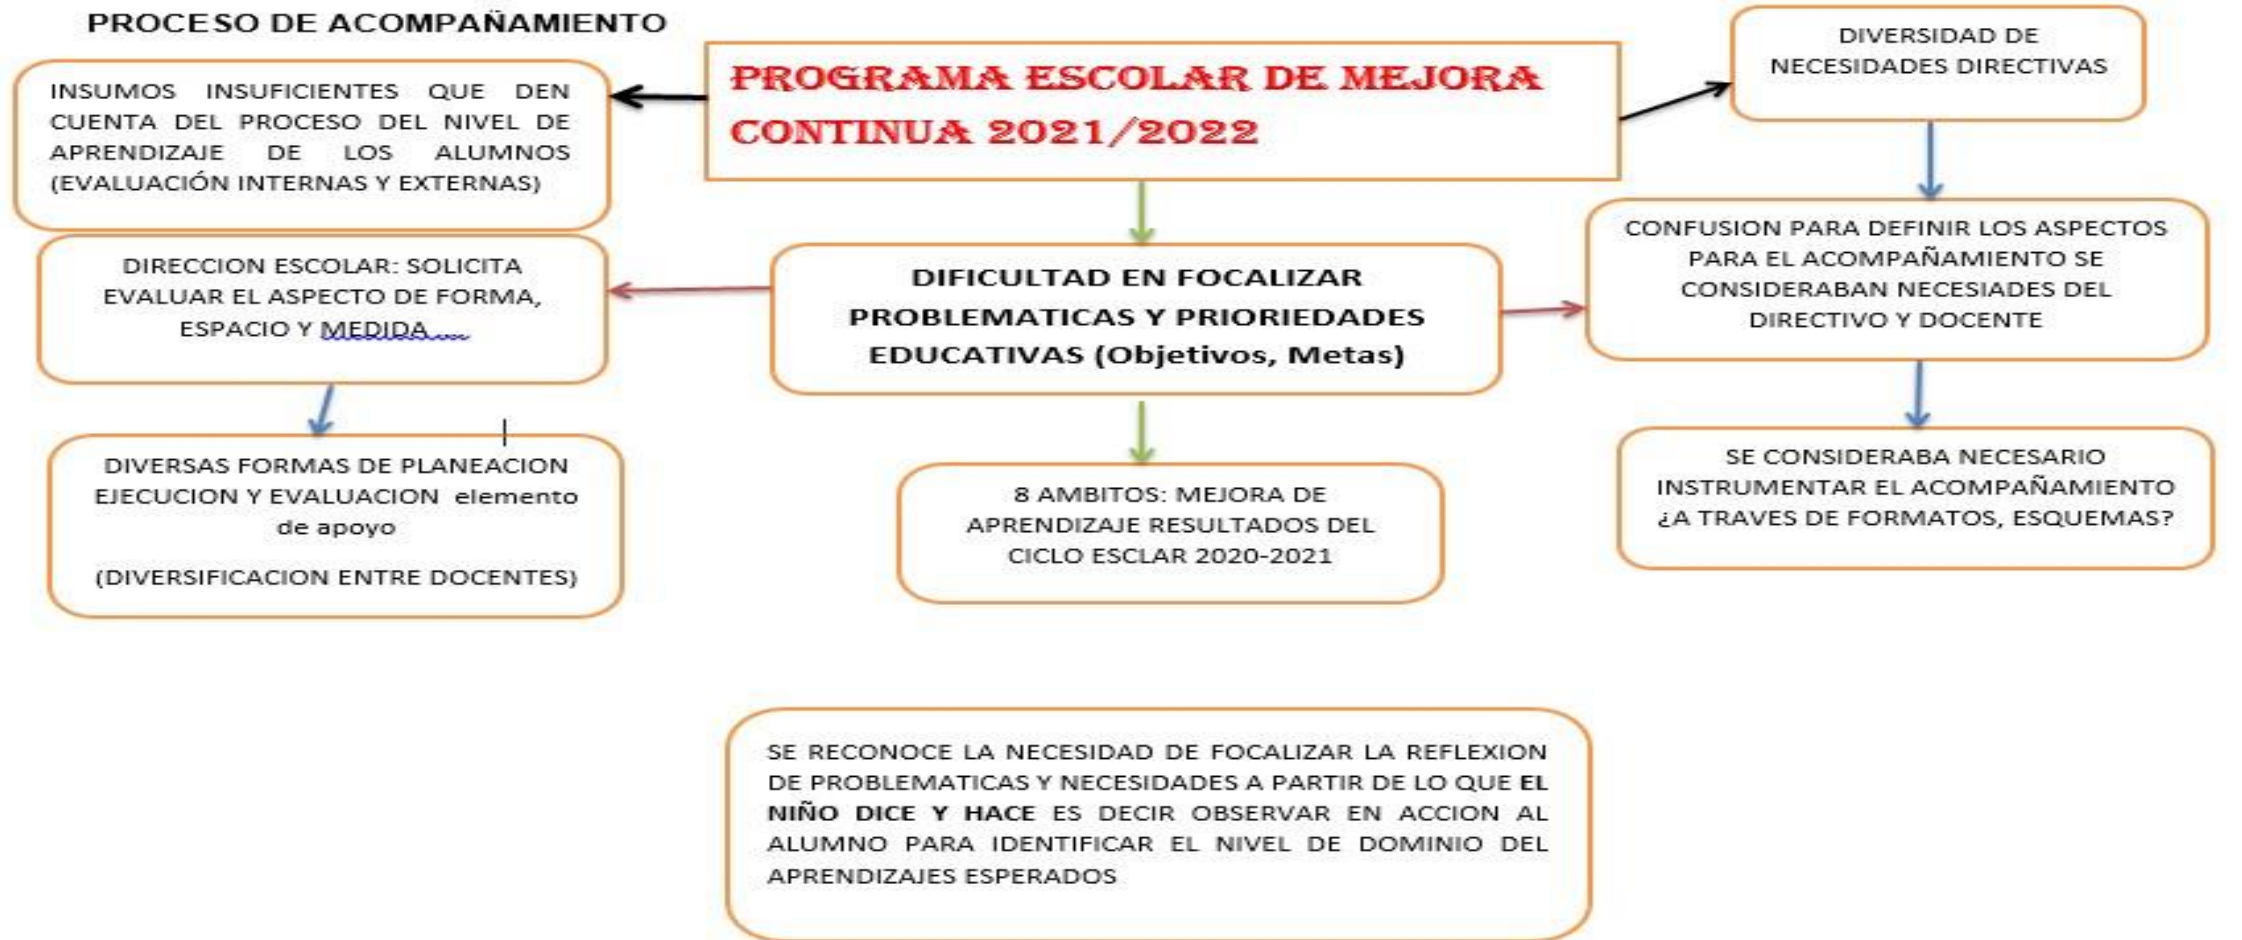 PROCESO DE ACOMPAÑAMIENTO
PROGRAMA ESCOLAR DE MEJORA
CONTINUA 2021/2022
INSUMOS INSUFICIENTES QUE DEN
CUENTA DEL PROCESO DEL NIVEL DE
APRENDIZAJE DE LOS ALUMNOS
(EVALUACIÓN INTERNAS Y EXTERNAS)
DIVERSIDAD DE
NECESIDADES DIRECTIVAS
DIRECCION ESCOLAR: SOLICITA
EVALUAR EL ASPECTO DE FORMA,
ESPACIO Y MEDIDA....
DIFICULTAD EN FOCALIZAR
PROBLEMATICAS Y PRIORIEDADES
EDUCATIVAS (Objetivos, Metas)
CONFUSION PARA DEFINIR LOS ASPECTOS
PARA EL ACOMPAÑAMIENTO SE
CONSIDERABAN NECESIADES DEL
DIRECTIVO Y DOCENTE
DIVERSAS FORMAS DE PLANEACION
EJECUCION Y EVALUACION elemento
de apoyo
(DIVERSIFICACION ENTRE DOCENTES)
8 AMBITOS: MEJORA DE
APRENDIZAJE RESULTADOS DEL
CICLO ESCLAR 2020-2021
SE CONSIDERABA NECESARIO
INSTRUMENTAR EL ACOMPAÑAMIENTO
¿A TRAVES DE FORMATOS, ESQUEMAS?
SE RECONOCE LA NECESIDAD DE FOCALIZAR LA REFLEXION
DE PROBLEMATICAS Y NECESIDADES A PARTIR DE LO QUE EL
NIÑO DICE Y HACE ES DECIR OBSERVAR EN ACCION AL
ALUMNO PARA IDENTIFICAR EL NIVEL DE DOMINIO DEL
APRENDIZAJES ESPERADOS